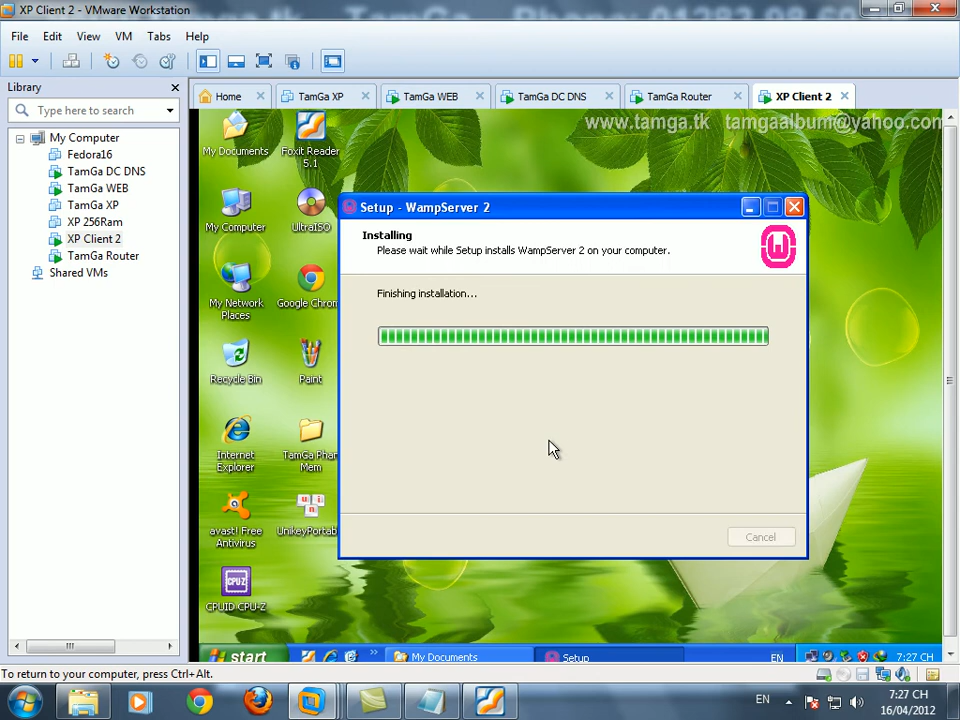 XP Client 2 - VMware Workstation
File Edit View VM Tabs Help
Library
Type here to search
My Computer
Fedora16
TamGa DC DNS
TamGa WEB
TamGa XP
XP 256Ram
XP Client 2
TamGa Router
Shared VMs
Home
TamGa XP
TamGa WEB
TamGa DC DNS
TamGa Router
XP Client 2
www.tamga.tk tamgaalbum@yahoo.com
My Documents
Foxit Reader 5.1
My Computer
UltraISO
My Network Places
Google Chrom
Recycle Bin
Paint
Internet Explorer
TamGa Phan Mem
avast! Free Antivirus
UnikeyPortab
CPUID CPU-Z
Setup - WampServer 2
Installing
Please wait while Setup installs WampServer 2 on your computer.
Finishing installation...
Cancel
start
My Documents
Setup
EN
7:27 CH
To return to your computer, press Ctrl+Alt.
EN
7:27 CH
16/04/2012